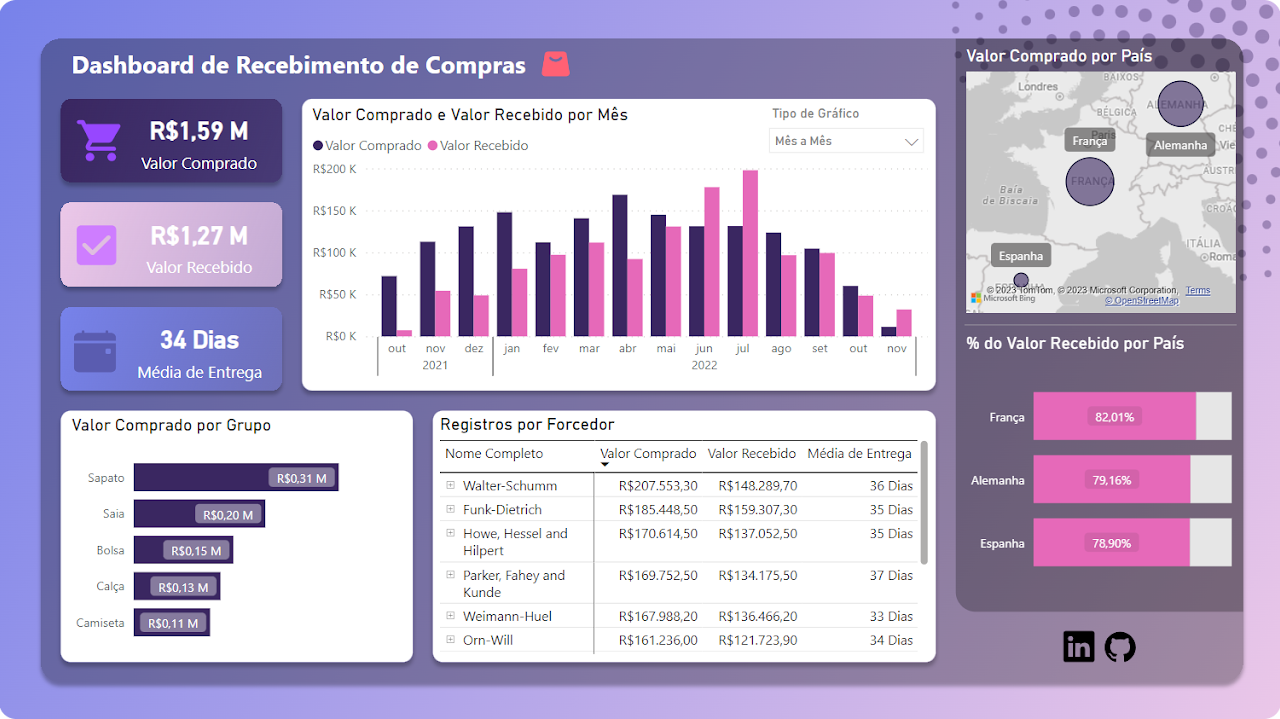 Dashboard de Recebimento de Compras
R$1,59 M
Valor Comprado
R$1,27 M
Valor Recebido
34 Dias
Média de Entrega
Valor Comprado e Valor Recebido por Mês
Valor Comprado Valor Recebido
Tipo de Gráfico
Mês a Mês
R$200 K
R$150 K
R$100 K
R$50 K
R$0 K
out nov dez jan fev mar abr mai jun jul ago set out nov
2021 2022
Valor Comprado por Grupo
Sapato R$0,31 M
Saia R$0,20 M
Bolsa R$0,15 M
Calça R$0,13 M
Camiseta R$0,11 M
Registros por Forcedor
Nome Completo Valor Comprado Valor Recebido Média de Entrega
Walter-Schumm R$207.553,30 R$148.289,70 36 Dias
Funk-Dietrich R$185.448,50 R$159.307,30 35 Dias
Howe, Hessel and R$170.614,50 R$137.052,50 35 Dias
Hilpert
Parker, Fahey and R$169.752,50 R$134.175,50 37 Dias
Kunde
Weimann-Huel R$167.988,20 R$136.466,20 33 Dias
Orn-Will R$161.236,00 R$121.723,90 34 Dias
Valor Comprado por País
BAIXOS
Londres
ALEMANHA
BÉLGICA
Paris
França
Alemanha
FRANÇA
Baía
de Biscaia
ITÁLIA
Roma
Espanha
© 2023 TomTom, © 2023 Microsoft Corporation, Terms
Microsoft Bing © OpenStreetMap
% do Valor Recebido por País
França 82,01%
Alemanha 79,16%
Espanha 78,90%
in